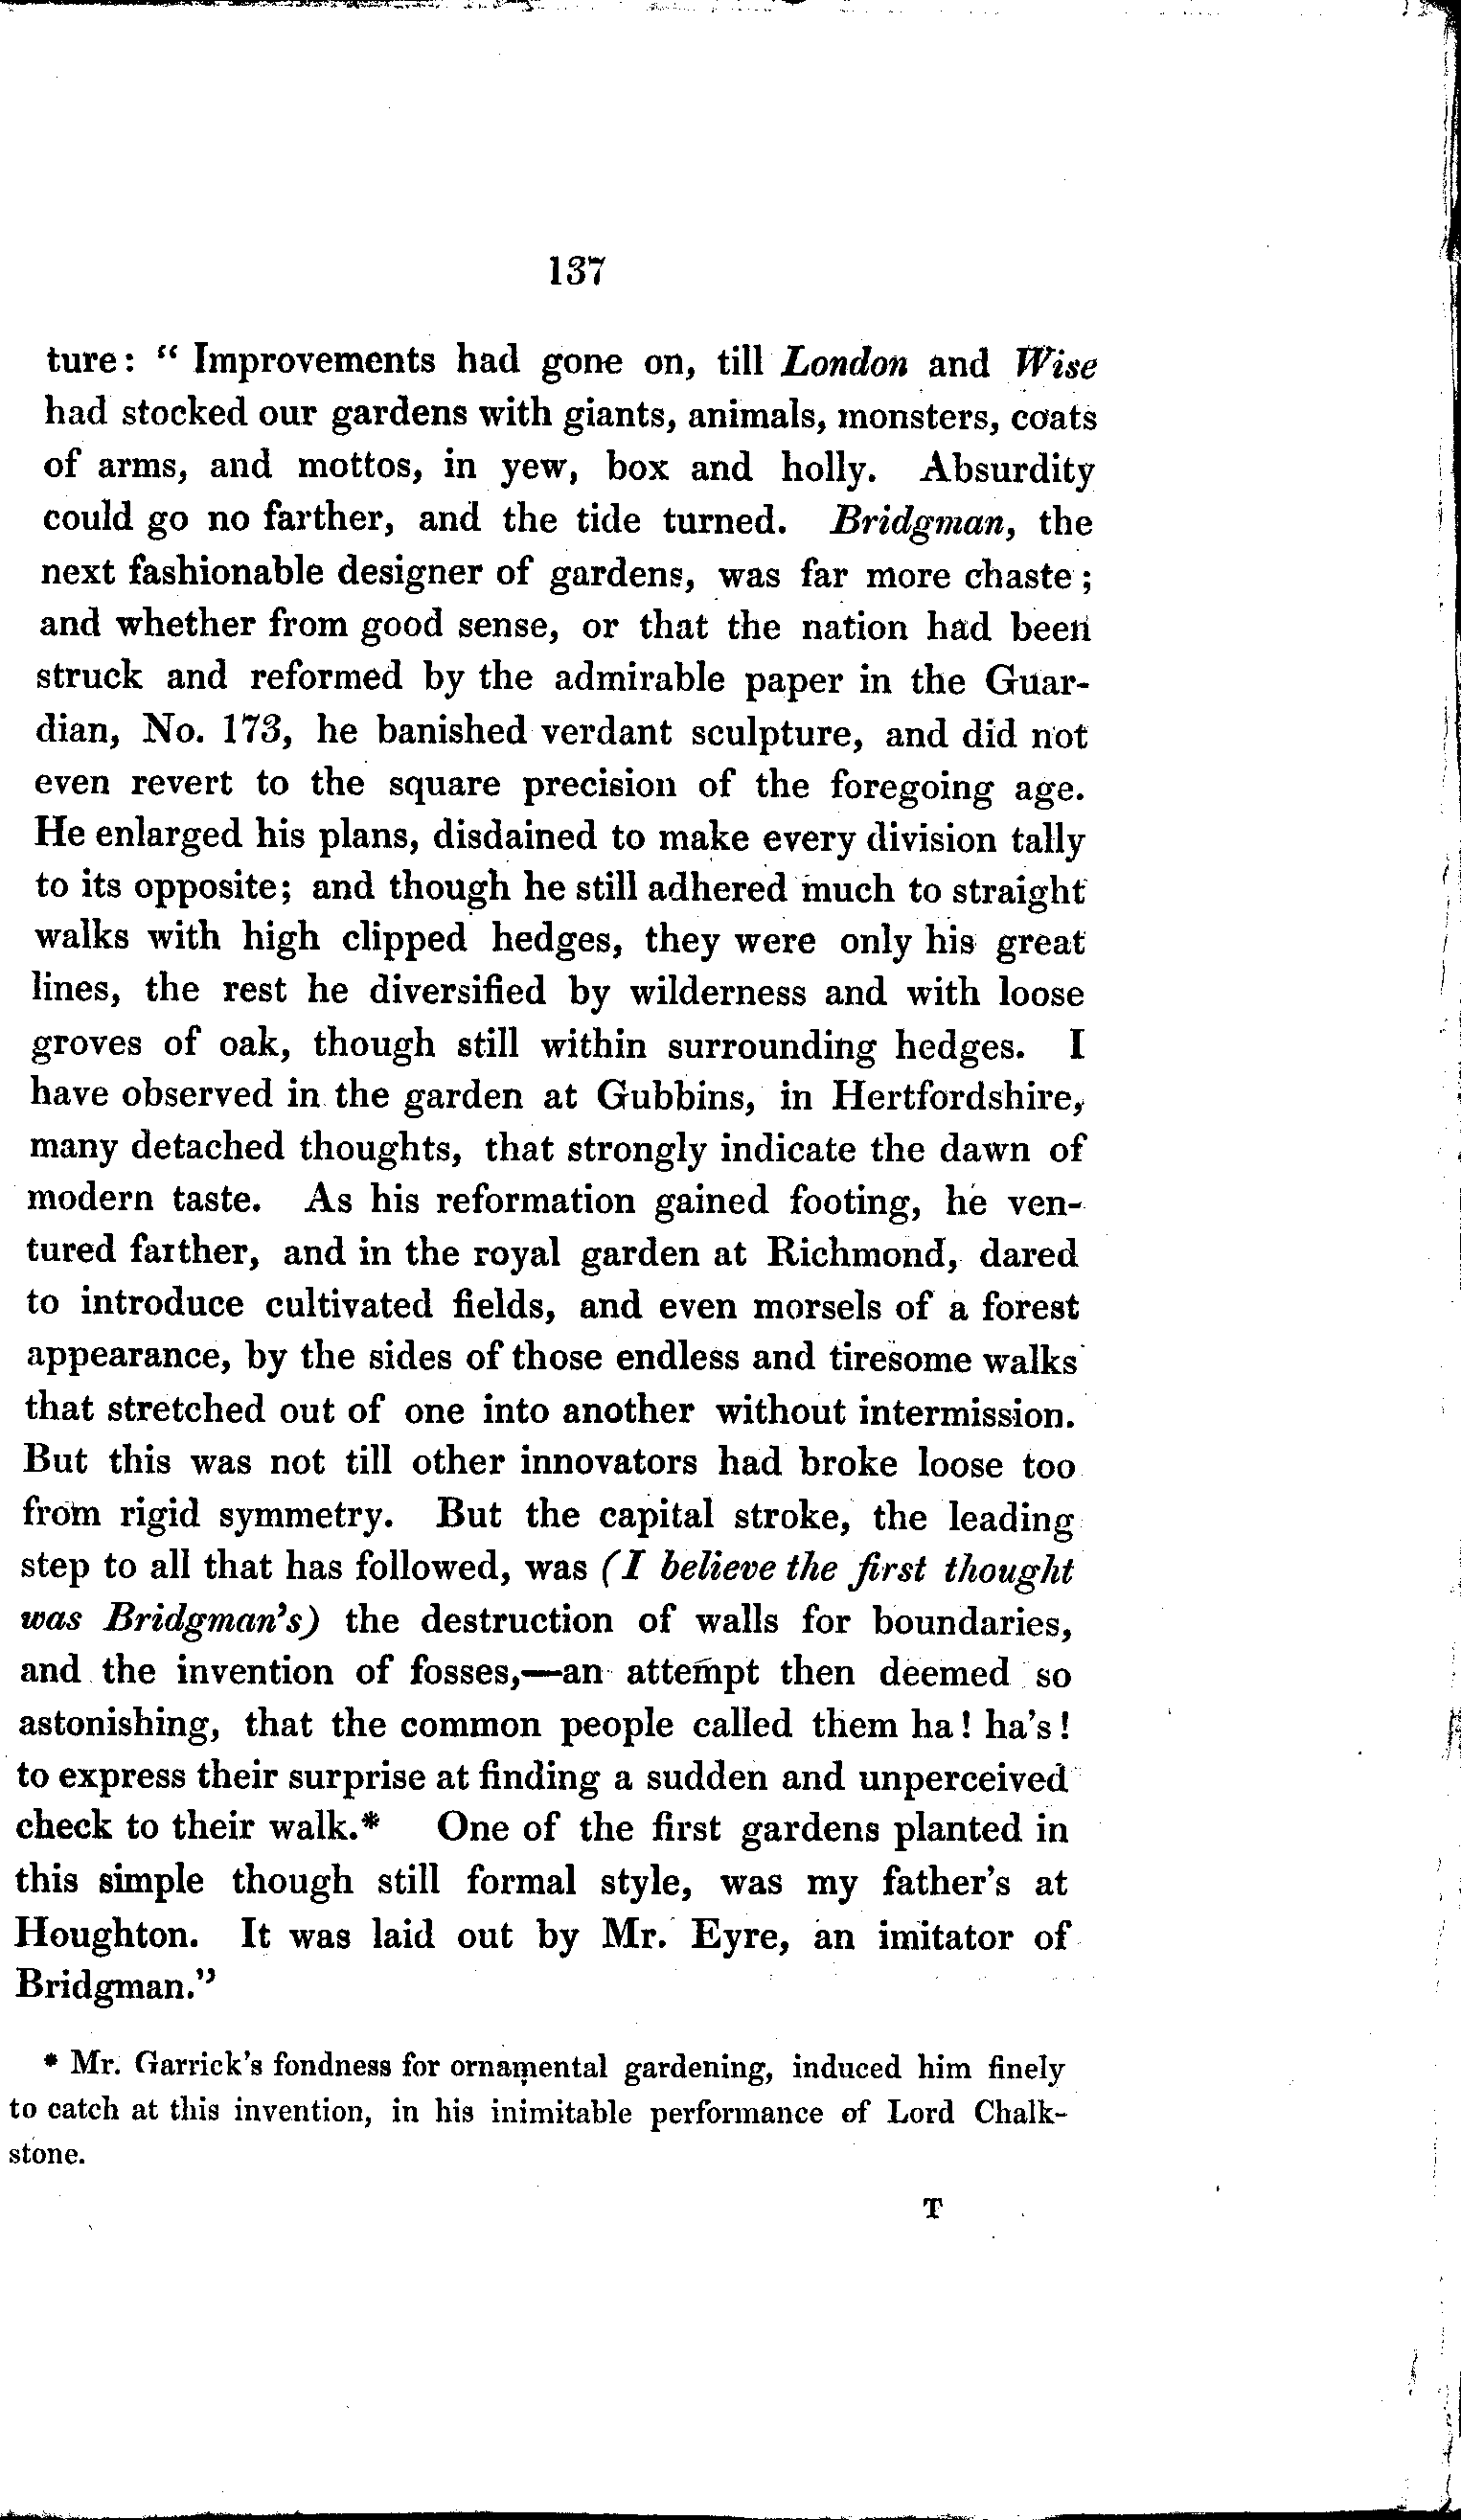 137
ture: " Improvements had gone on, till London and Wise
had stocked our gardens with giants, animals, monsters, coats
of arms, and mottos, in yew, box and holly. Absurdity
could go no farther, and the tide turned. Bridgman, the
next fashionable designer of gardens, was far more chaste ;
and whether from good sense, or that the nation had been
struck and reformed by the admirable paper in the Guar-
dian, No. 173, he banished verdant sculpture, and did not
even revert to the square precision of the foregoing age.
He enlarged his plans, disdained to make every division tally
to its opposite; and though he still adhered much to straight
walks with high clipped hedges, they were only his great
lines, the rest he diversified by wilderness and with loose
groves of oak, though still within surrounding hedges. I
have observed in the garden at Gubbins, in Hertfordshire,
many detached thoughts, that strongly indicate the dawn of
modern taste. As his reformation gained footing, he ven-
tured farther, and in the royal garden at Richmond, dared
to introduce cultivated fields, and even morsels of a forest
appearance, by the sides of those endless and tiresome walks
that stretched out of one into another without intermission.
But this was not till other innovators had broke loose too
from rigid symmetry. But the capital stroke, the leading
step to all that has followed, was (I believe the first thought
was Bridgman's) the destruction of walls for boundaries,
and the invention of fosses,—an attempt then deemed so
astonishing, that the common people called them ha! ha's!
to express their surprise at finding a sudden and unperceived
check to their walk.* One of the first gardens planted in
this simple though still formal style, was my father's at
Houghton. It was laid out by Mr. Eyre, an imitator of
Bridgman."
* Mr. Garrick's fondness for ornamental gardening, induced him finely
to catch at this invention, in his inimitable performance of Lord Chalk-
stone.
T